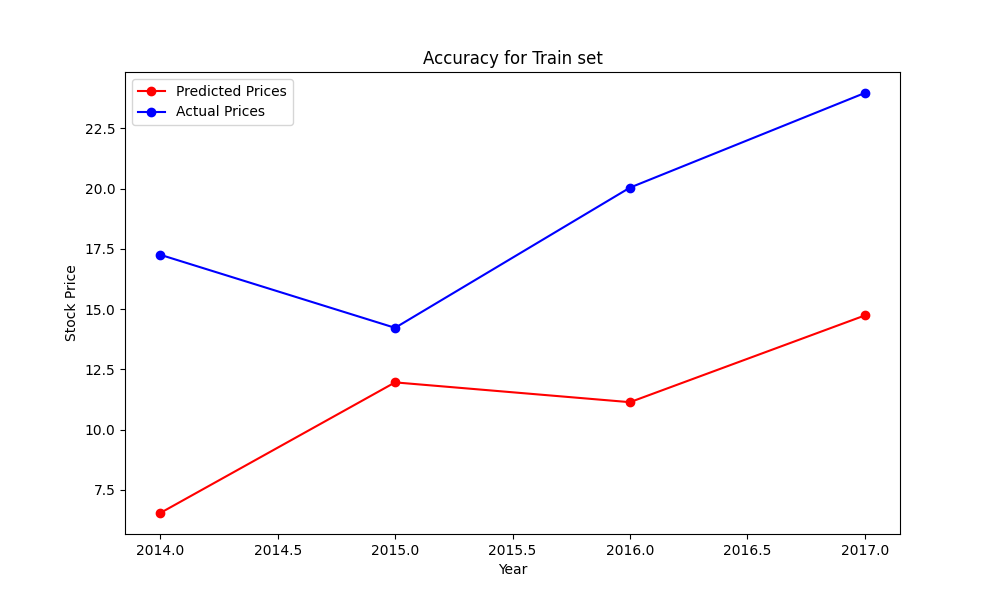 Accuracy for Train set
Predicted Prices
Actual Prices
Stock Price
22.5
20.0
17.5
15.0
12.5
10.0
7.5
2014.0 2014.5 2015.0 2015.5 2016.0 2016.5 2017.0
Year